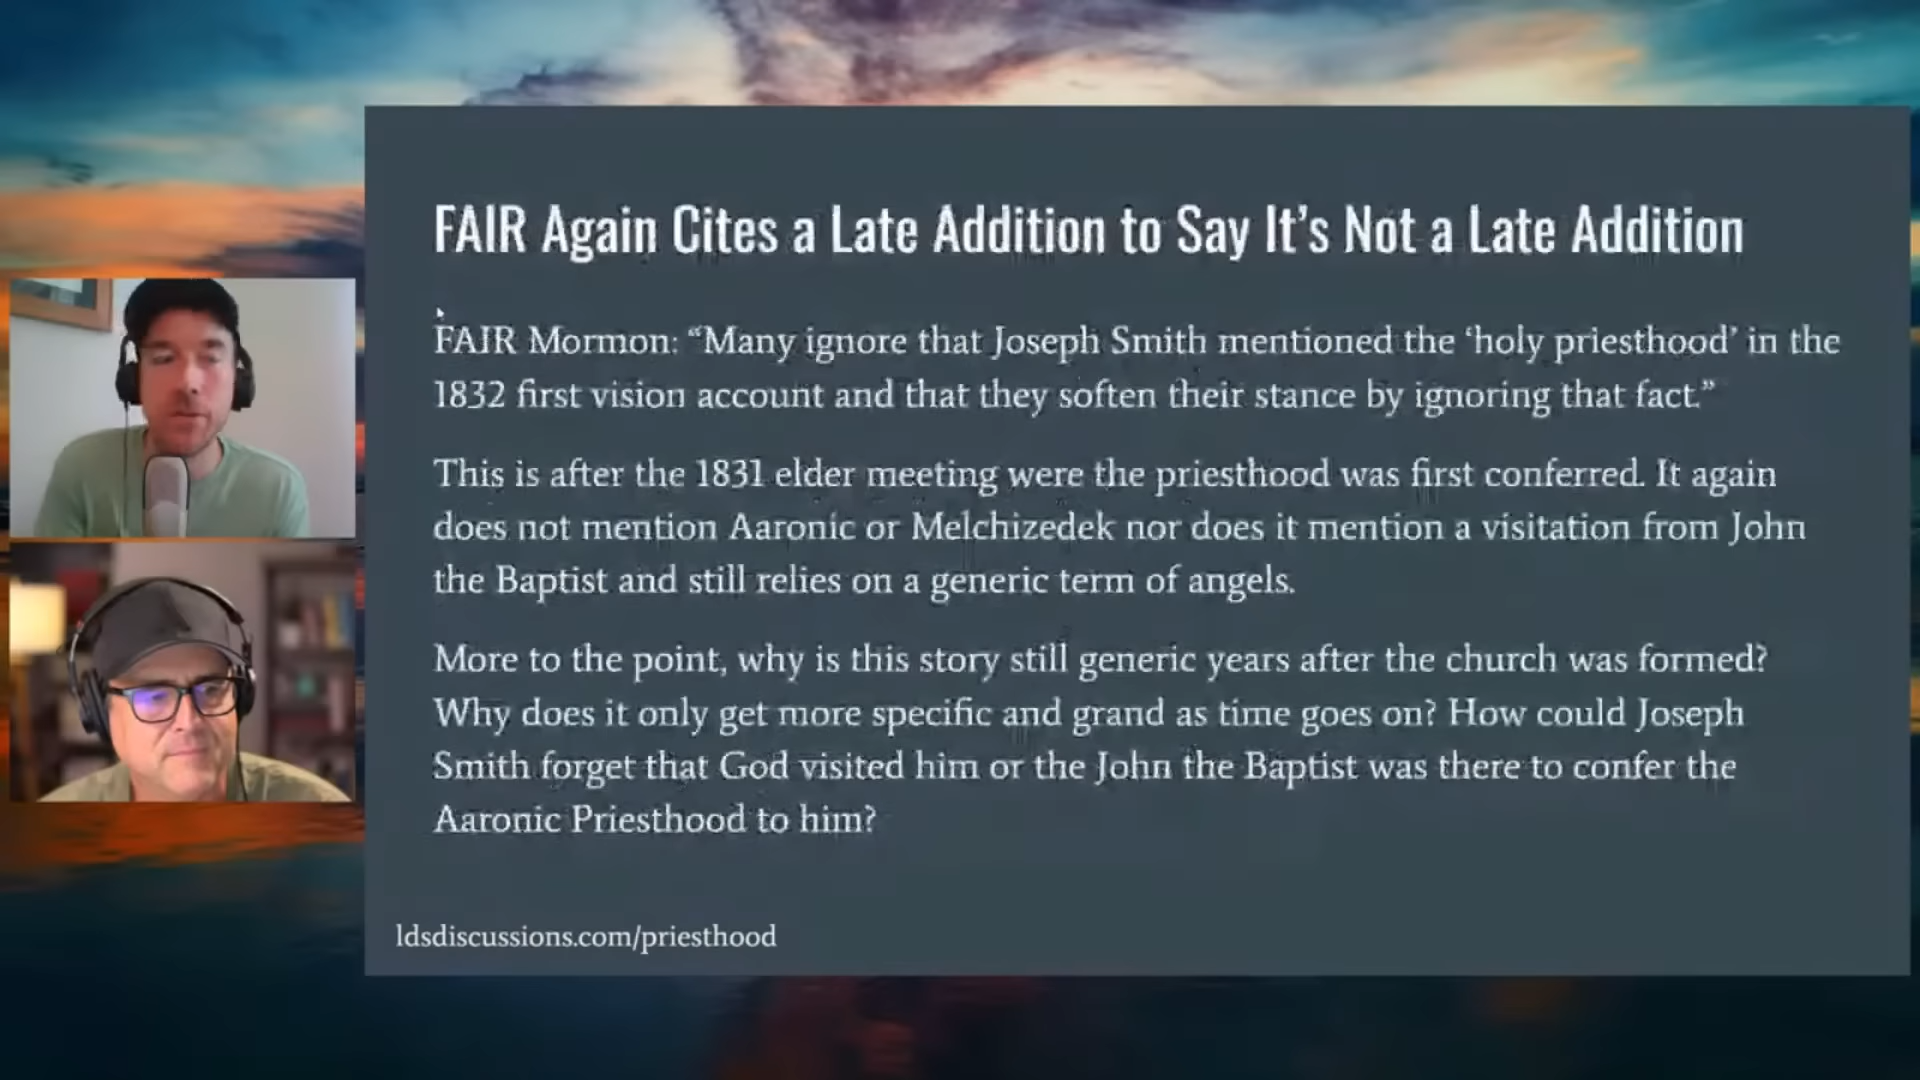 FAIR Again Cites a Late Addition to Say It's Not a Late Addition
FAIR Mormon: “Many ignore that Joseph Smith mentioned the ‘holy priesthood’ in the
1832 first vision account and that they soften their stance by ignoring that fact.”
This is after the 1831 elder meeting were the priesthood was first conferred. It again
does not mention Aaronic or Melchizedek nor does it mention a visitation from John
the Baptist and still relies on a generic term of angels.
More to the point, why is this story still generic years after the church was formed?
Why does it only get more specific and grand as time goes on? How could Joseph
Smith forget that God visited him or the John the Baptist was there to confer the
Aaronic Priesthood to him?
ldsdiscussions.com/priesthood